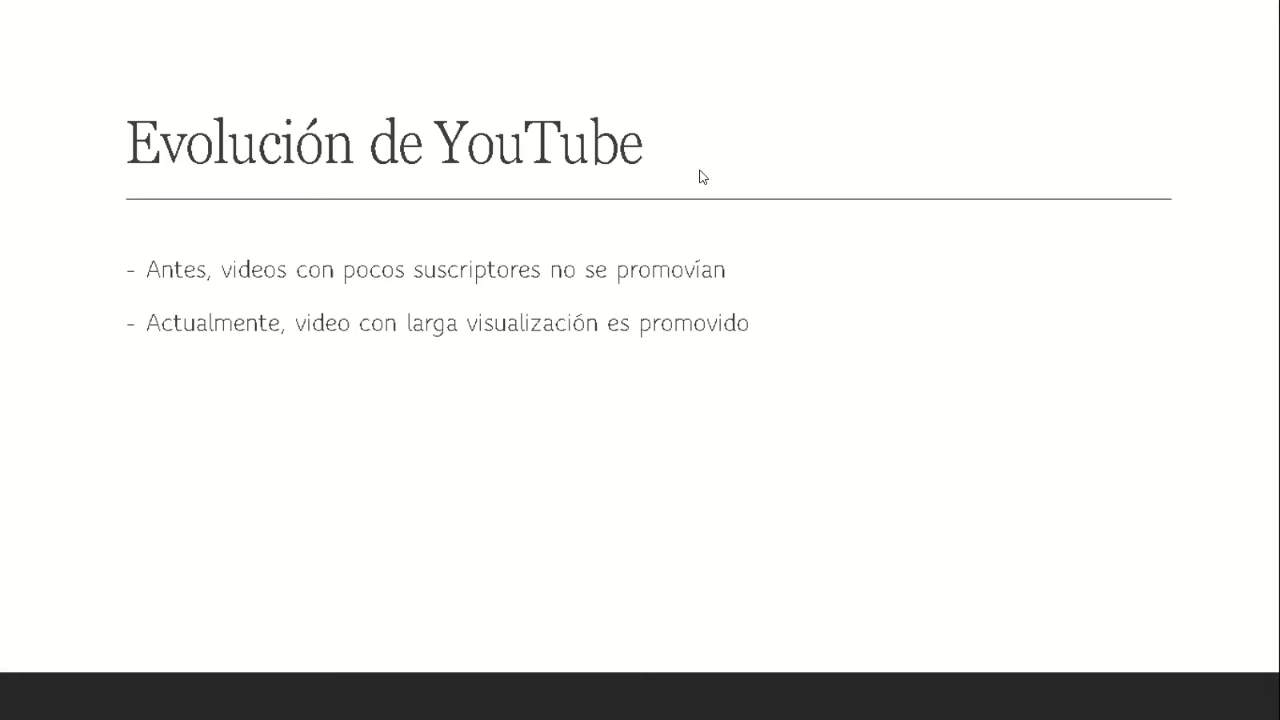 Evolución de YouTube
- Antes, videos con pocos suscriptores no se promovían
- Actualmente, video con larga visualización es promovido